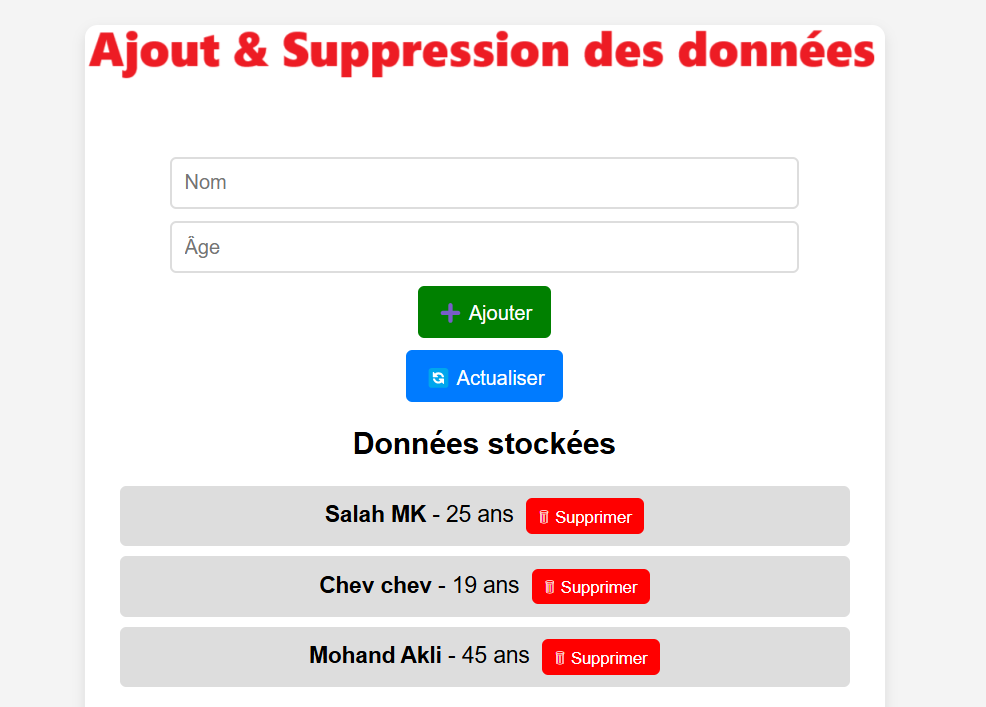 Ajout & Suppression des données
Nom
Âge
➕ Ajouter
🔄 Actualiser
Données stockées
Salah MK - 25 ans 🗑 Supprimer
Chev chev - 19 ans 🗑 Supprimer
Mohand Akli - 45 ans 🗑 Supprimer